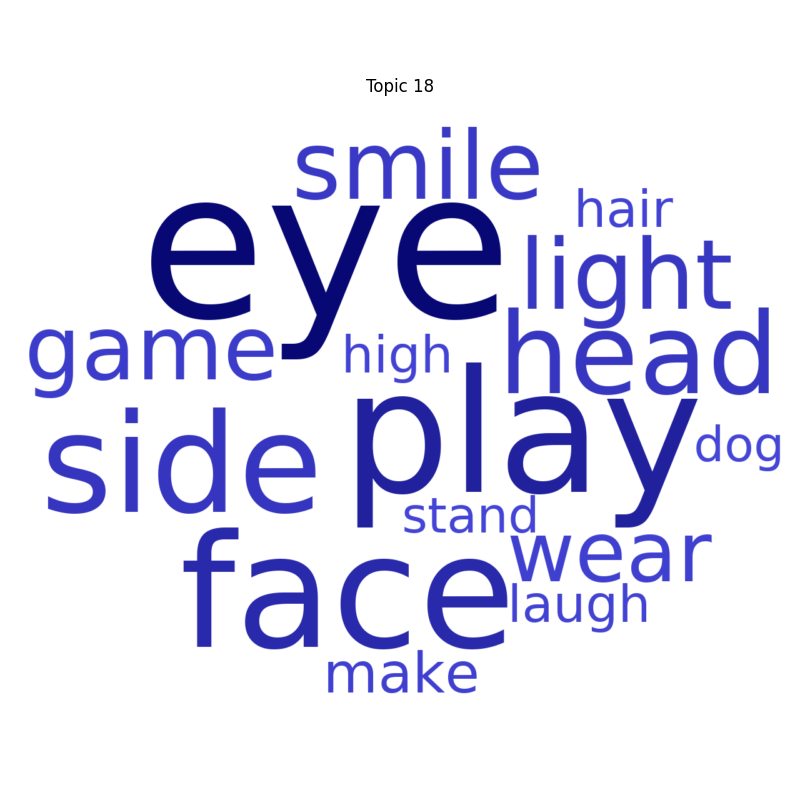 Topic 18
smile
hair
eye
light
game
high
head
side
play
dog
stand
wear
face
laugh
make